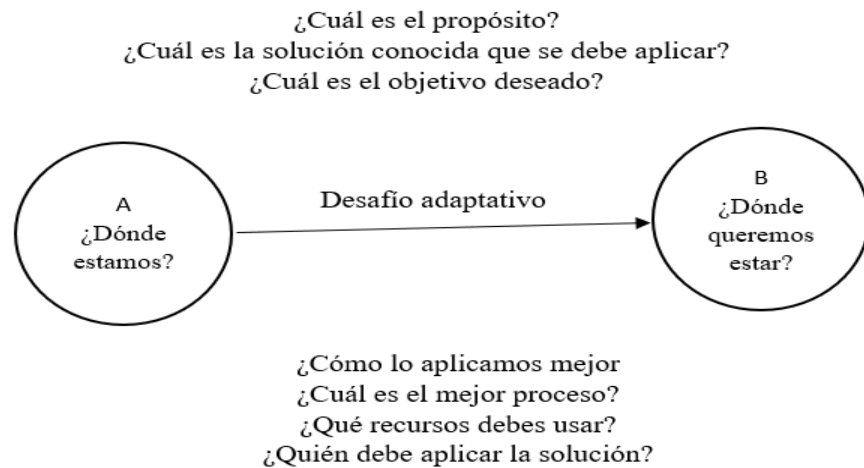 ¿Cuál es el propósito?
¿Cuál es la solución conocida que se debe aplicar?
¿Cuál es el objetivo deseado?
A
¿Dónde
estamos?
Desafío adaptativo
B
¿Dónde
queremos
estar?
¿Cómo lo aplicamos mejor
¿Cuál es el mejor proceso?
¿Qué recursos debes usar?
¿Quién debe aplicar la solución?